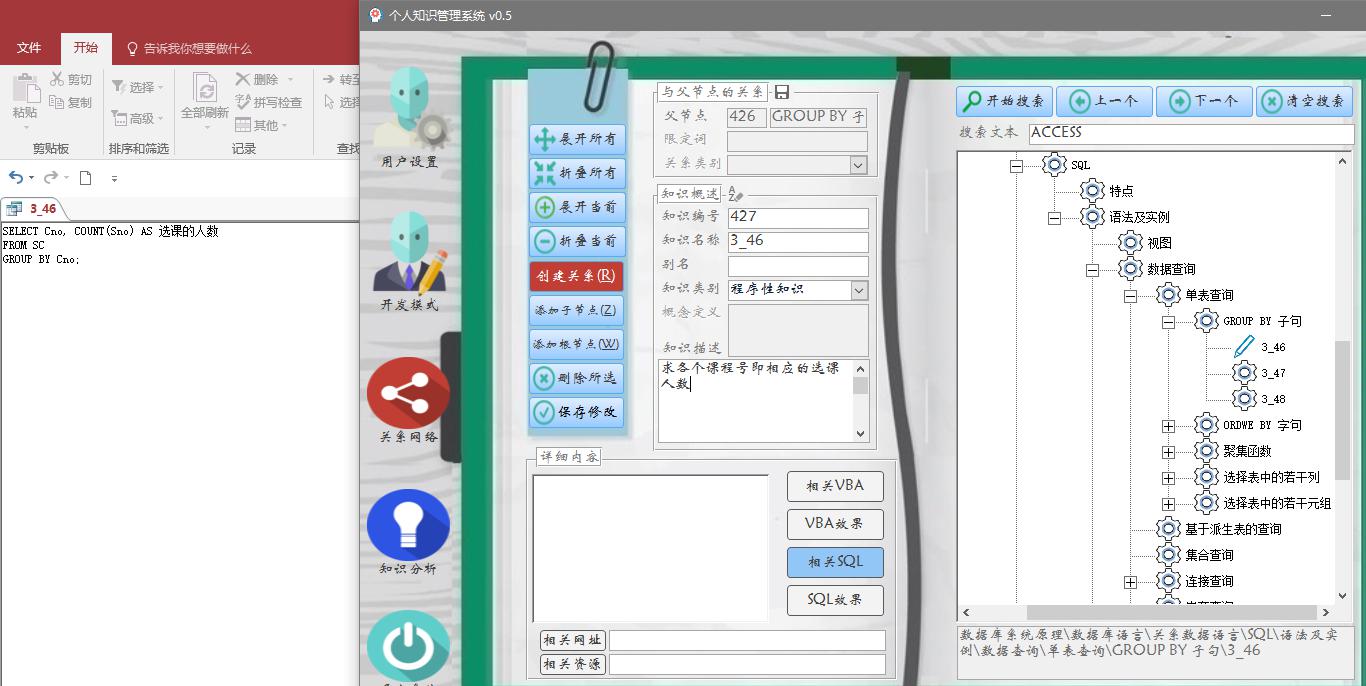 个人知识管理系统 v0.5
文件
开始
告诉我你想要做什么
粘贴
剪切
复制
剪贴板
选择
高级
排序和筛选
全部刷新
删除
拼写检查
其他
记录
转至
选择
查找
3_46
SELECT Cno, COUNT(Sno) AS 选课的人数
FROM SC
GROUP BY Cno;
用户设置
开发模式
关系网络
知识分析
展开所有
折叠所有
展开当前
折叠当前
创建关系(R)
添加子节点(Z)
添加根节点(W)
删除所选
保存修改
与父节点的关系
父节点 426 GROUP BY 子
限定词
关系类别
知识概述
知识编号 427
知识名称 3_46
别名
知识类别 程序性知识
概念定义
知识描述
求各个课程号即相应的选课
人数
详细内容
相关VBA
VBA效果
相关SQL
SQL效果
相关网址
相关资源
开始搜索
上一个
下一个
清空搜索
搜索文本 ACCESS
SQL
特点
语法及实例
视图
数据查询
单表查询
GROUP BY 子句
3_46
3_47
3_48
ORDWE BY 字句
聚集函数
选择表中的若干列
选择表中的若干元组
基于派生表的查询
集合查询
连接查询
数据库系统原理\数据库语言\关系数据语言\SQL\语法及实
例\数据查询\单表查询\GROUP BY 子句\3_46